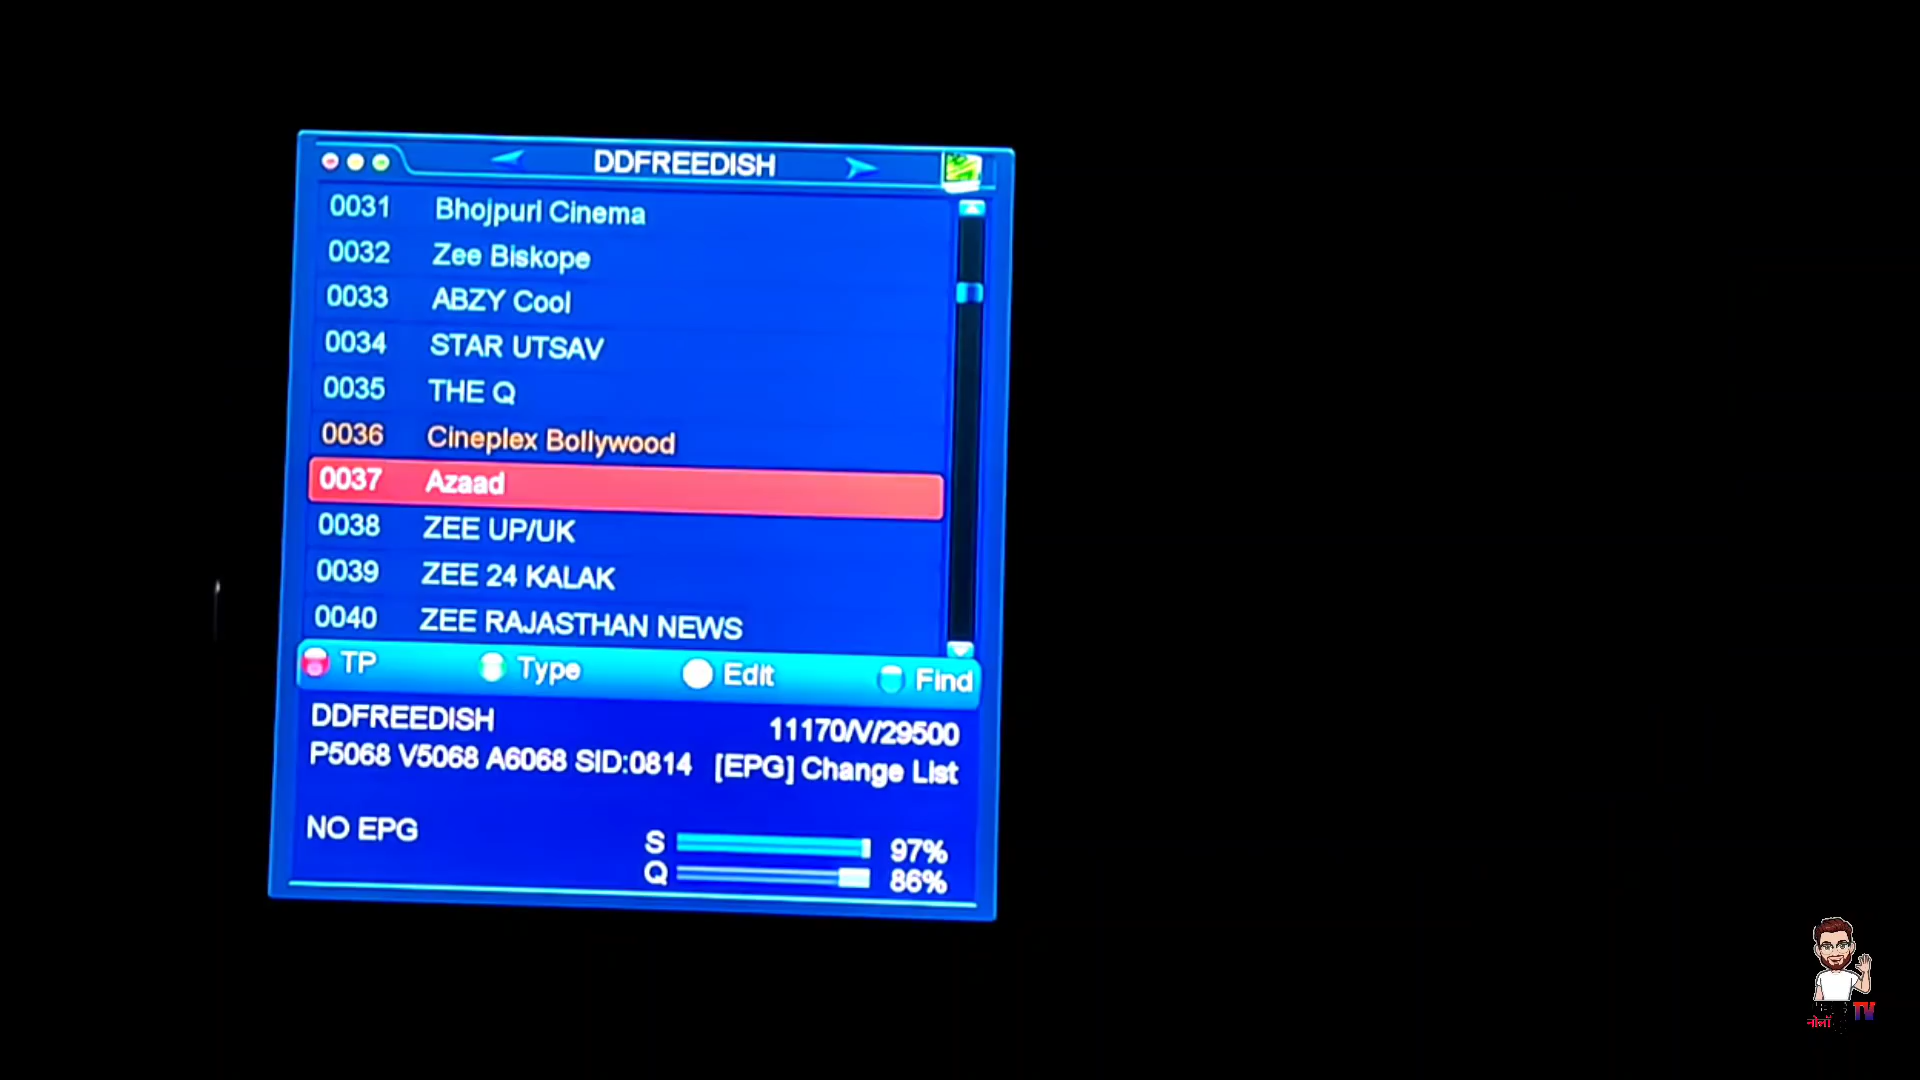 DDFREEDISH
0031 Bhojpuri Cinema
0032 Zee Biskope
0033 ABZY Cool
0034 STAR UTSAV
0035 THE Q
0036 Cineplex Bollywood
0037 Azaad
0038 ZEE UP/UK
0039 ZEE 24 KALAK
0040 ZEE RAJASTHAN NEWS
TP Type Edit Find
DDFREEDISH 11170/V/29500
P5068 V5068 A6068 SID:0814 [EPG] Change List
NO EPG
S 97%
Q 86%
TV